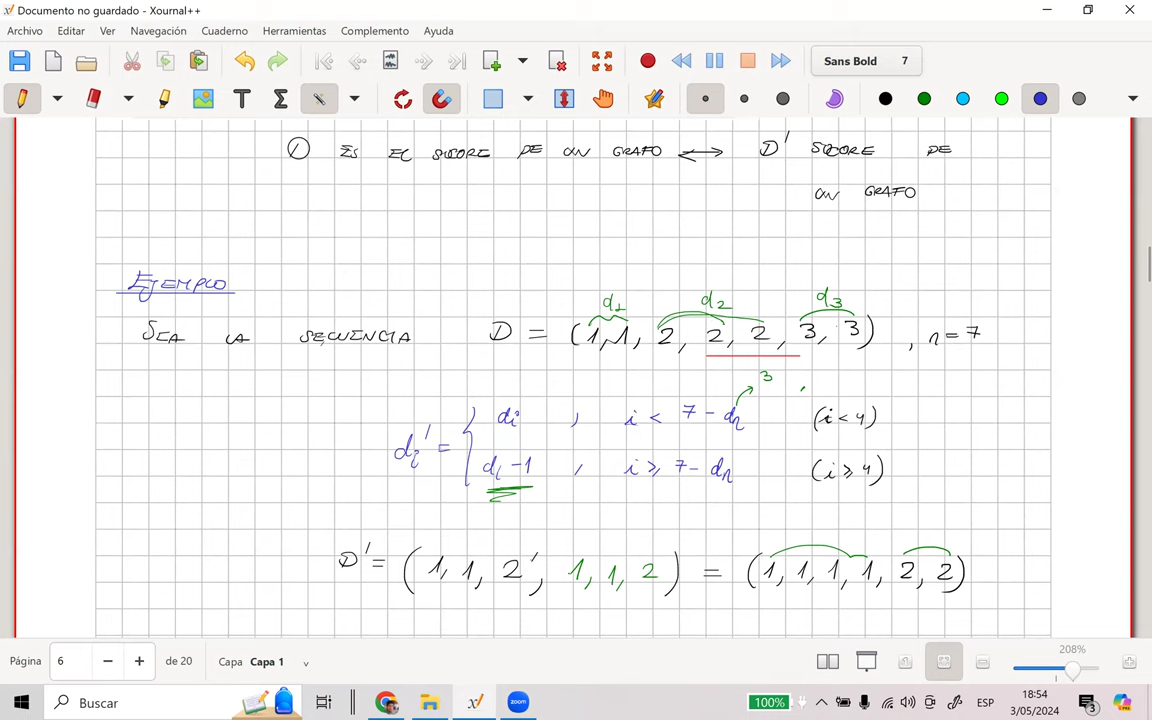 Documento no guardado - Xournal++
Archivo Editar Ver Navegación Cuaderno Herramientas Complemento Ayuda
Sans Bold 7
① ES EL SCORE DE UN GRAFO ⟷ D' SCORE DE
UN GRAFO
EJEMPLO
d1 d2 d3
SEA LA SECUENCIA D = (1,1, 2, 2, 2, 3, 3) , n = 7
3
di' = { di , i < 7 - dn (i < 4)
di - 1 , i ≥ 7 - dn (i ≥ 4)
D' = (1, 1, 2', 1, 1, 2) = (1, 1, 1, 1, 2, 2)
Página 6 de 20 Capa Capa 1 208%
Buscar zoom 100% ESP 18:54
3/05/2024 3